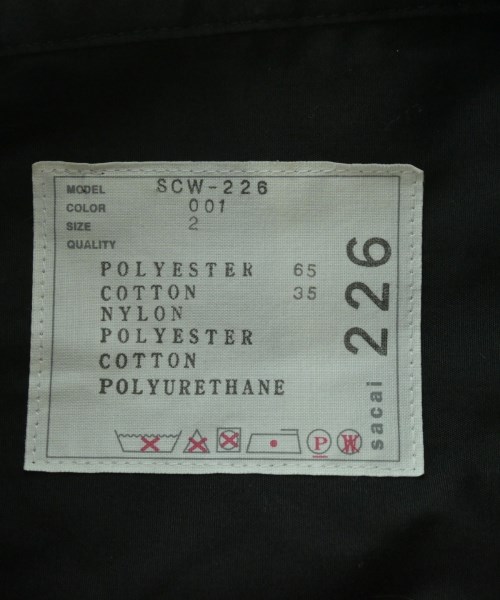 MODEL SCW-226
COLOR 001
SIZE 2
QUALITY
POLYESTER 65
COTTON 35
NYLON
POLYESTER
COTTON
POLYURETHANE
P W
sacai 226